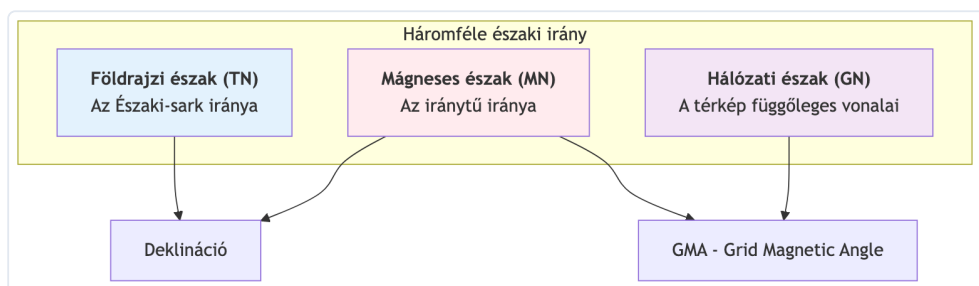 Háromféle északi irány
Földrajzi észak (TN)
Az Északi-sark iránya
Mágneses észak (MN)
Az iránytű iránya
Hálózati észak (GN)
A térkép függőleges vonalai
Deklináció
GMA - Grid Magnetic Angle